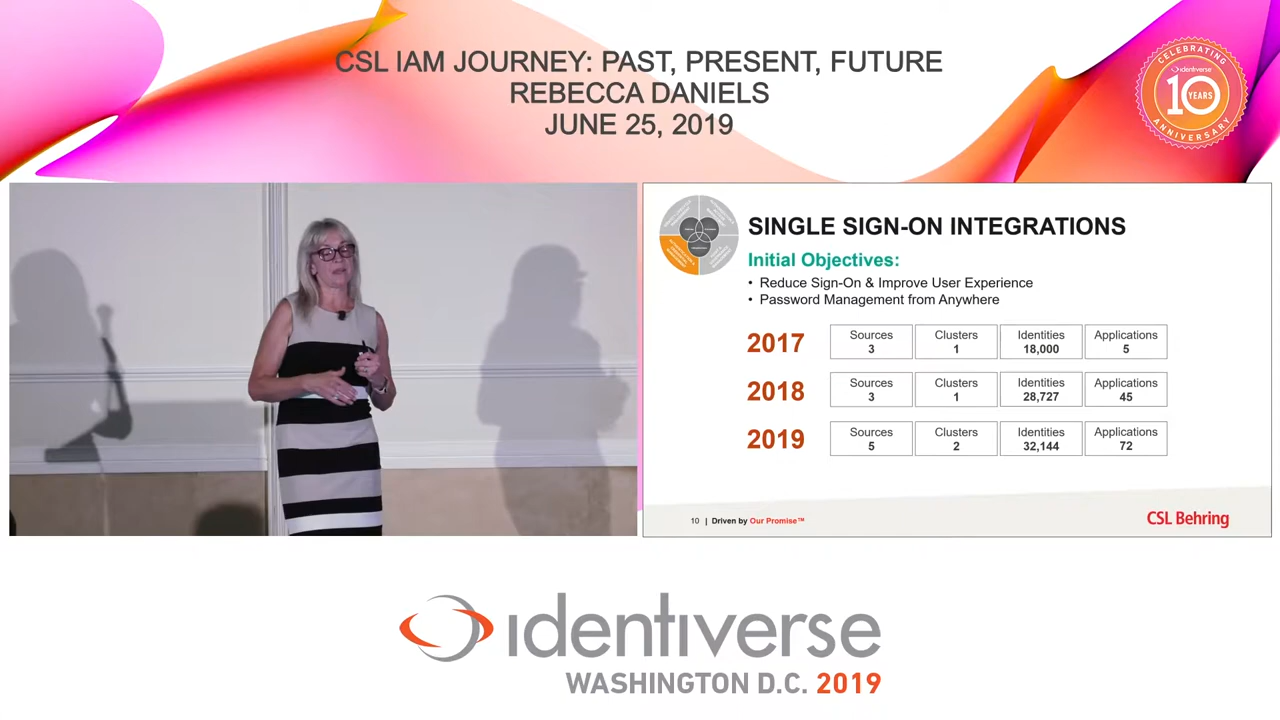 CSL IAM JOURNEY: PAST, PRESENT, FUTURE
REBECCA DANIELS
JUNE 25, 2019
CELEBRATING
identiverse
10 YEARS
ANNIVERSARY
SINGLE SIGN-ON INTEGRATIONS
Initial Objectives:
• Reduce Sign-On & Improve User Experience
• Password Management from Anywhere
2017 Sources Clusters Identities Applications
3 1 18,000 5
2018 Sources Clusters Identities Applications
3 1 28,727 45
2019 Sources Clusters Identities Applications
5 2 32,144 72
10 | Driven by Our Promise™
CSL Behring
identiverse
WASHINGTON D.C. 2019